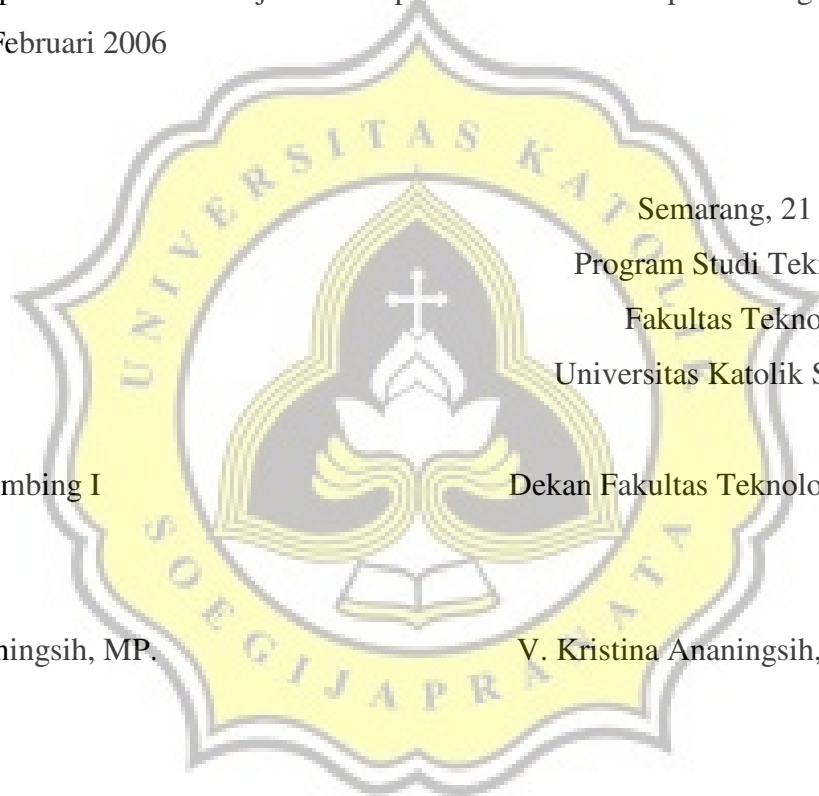 Februari 2006
UNIVERSITAS KATOLIK
Semarang, 21
Program Studi Tek
Fakultas Tekno
Universitas Katolik S
mbing I Dekan Fakultas Teknolo
ningsih, MP. V. Kristina Ananingsih,
SOEGIJAPRANATA